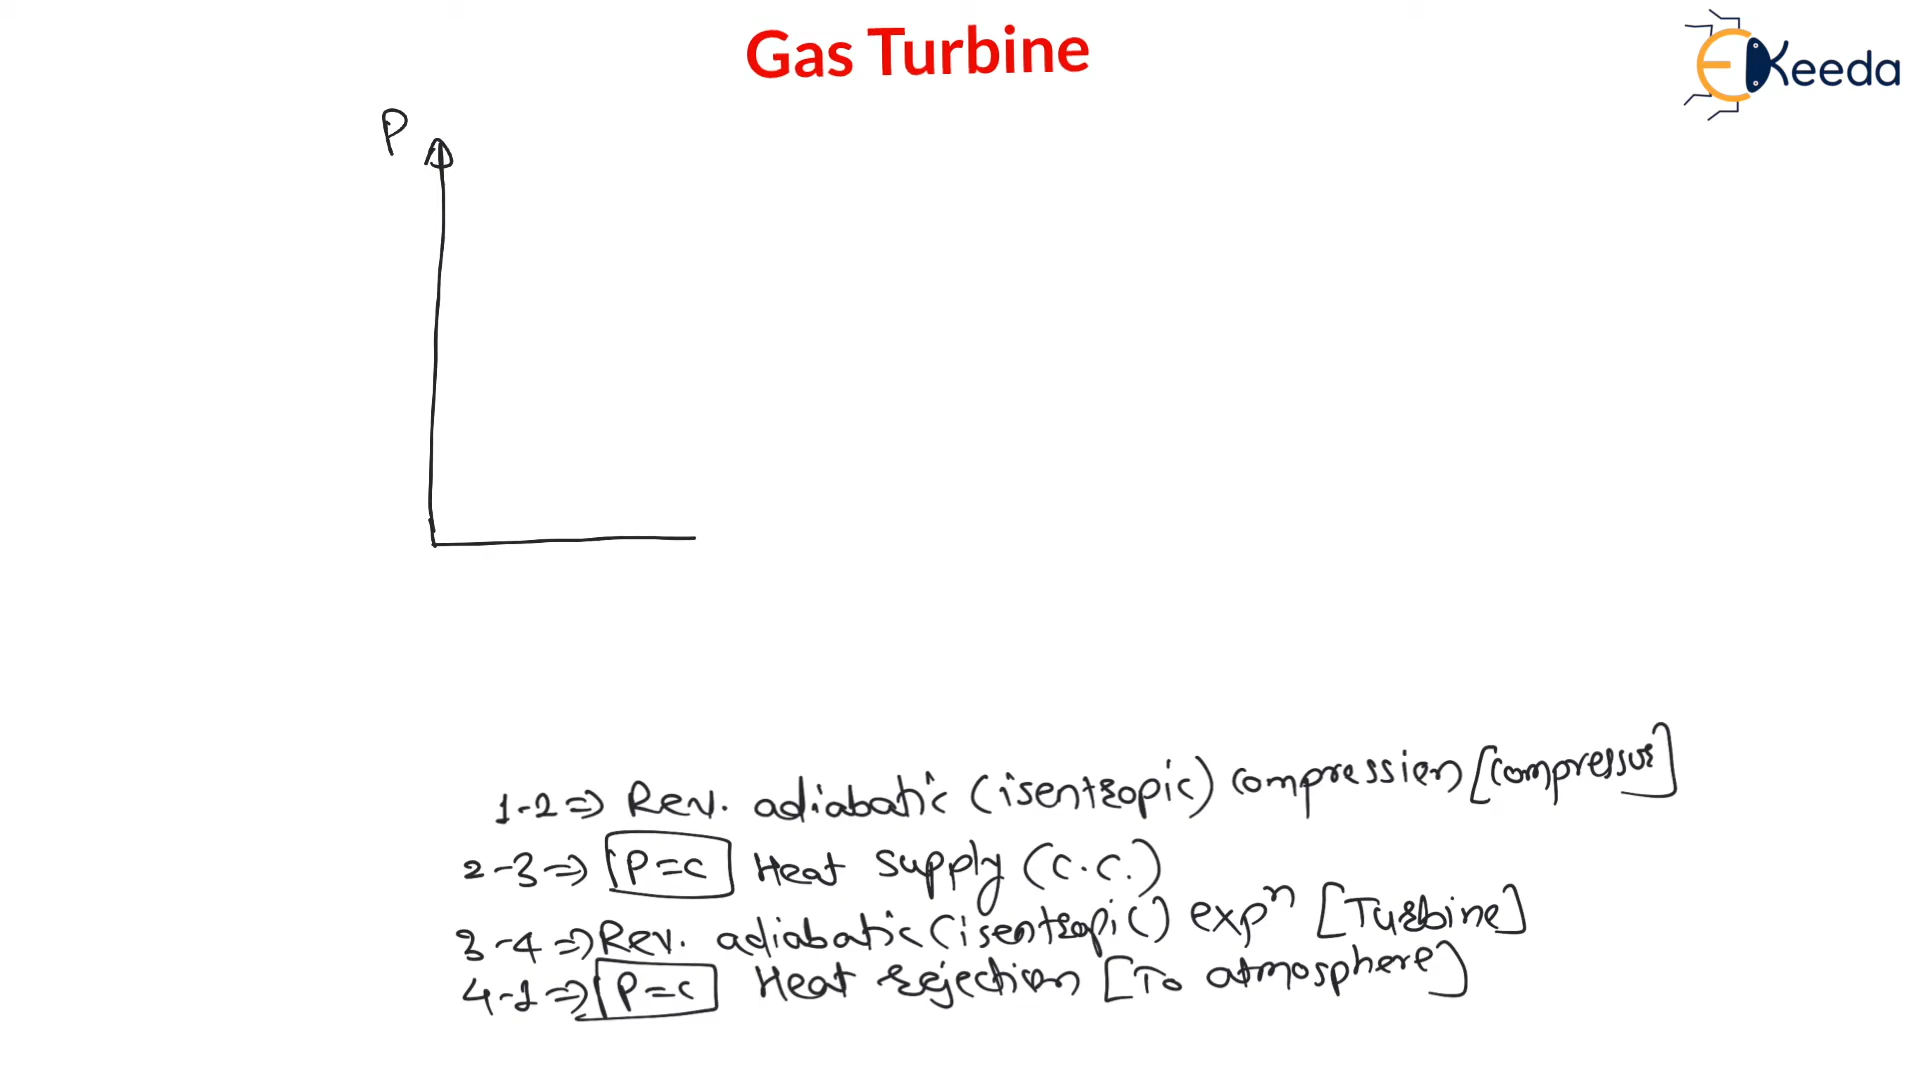 Gas Turbine
EKeeda
P
1-2 ⇒ Rev. adiabatic (isentropic) compression [compressor]
2-3 ⇒ P=c Heat supply (c.c.)
3-4 ⇒ Rev. adiabatic (isentropic) expⁿ [Turbine]
4-1 ⇒ P=c Heat rejection [To atmosphere]